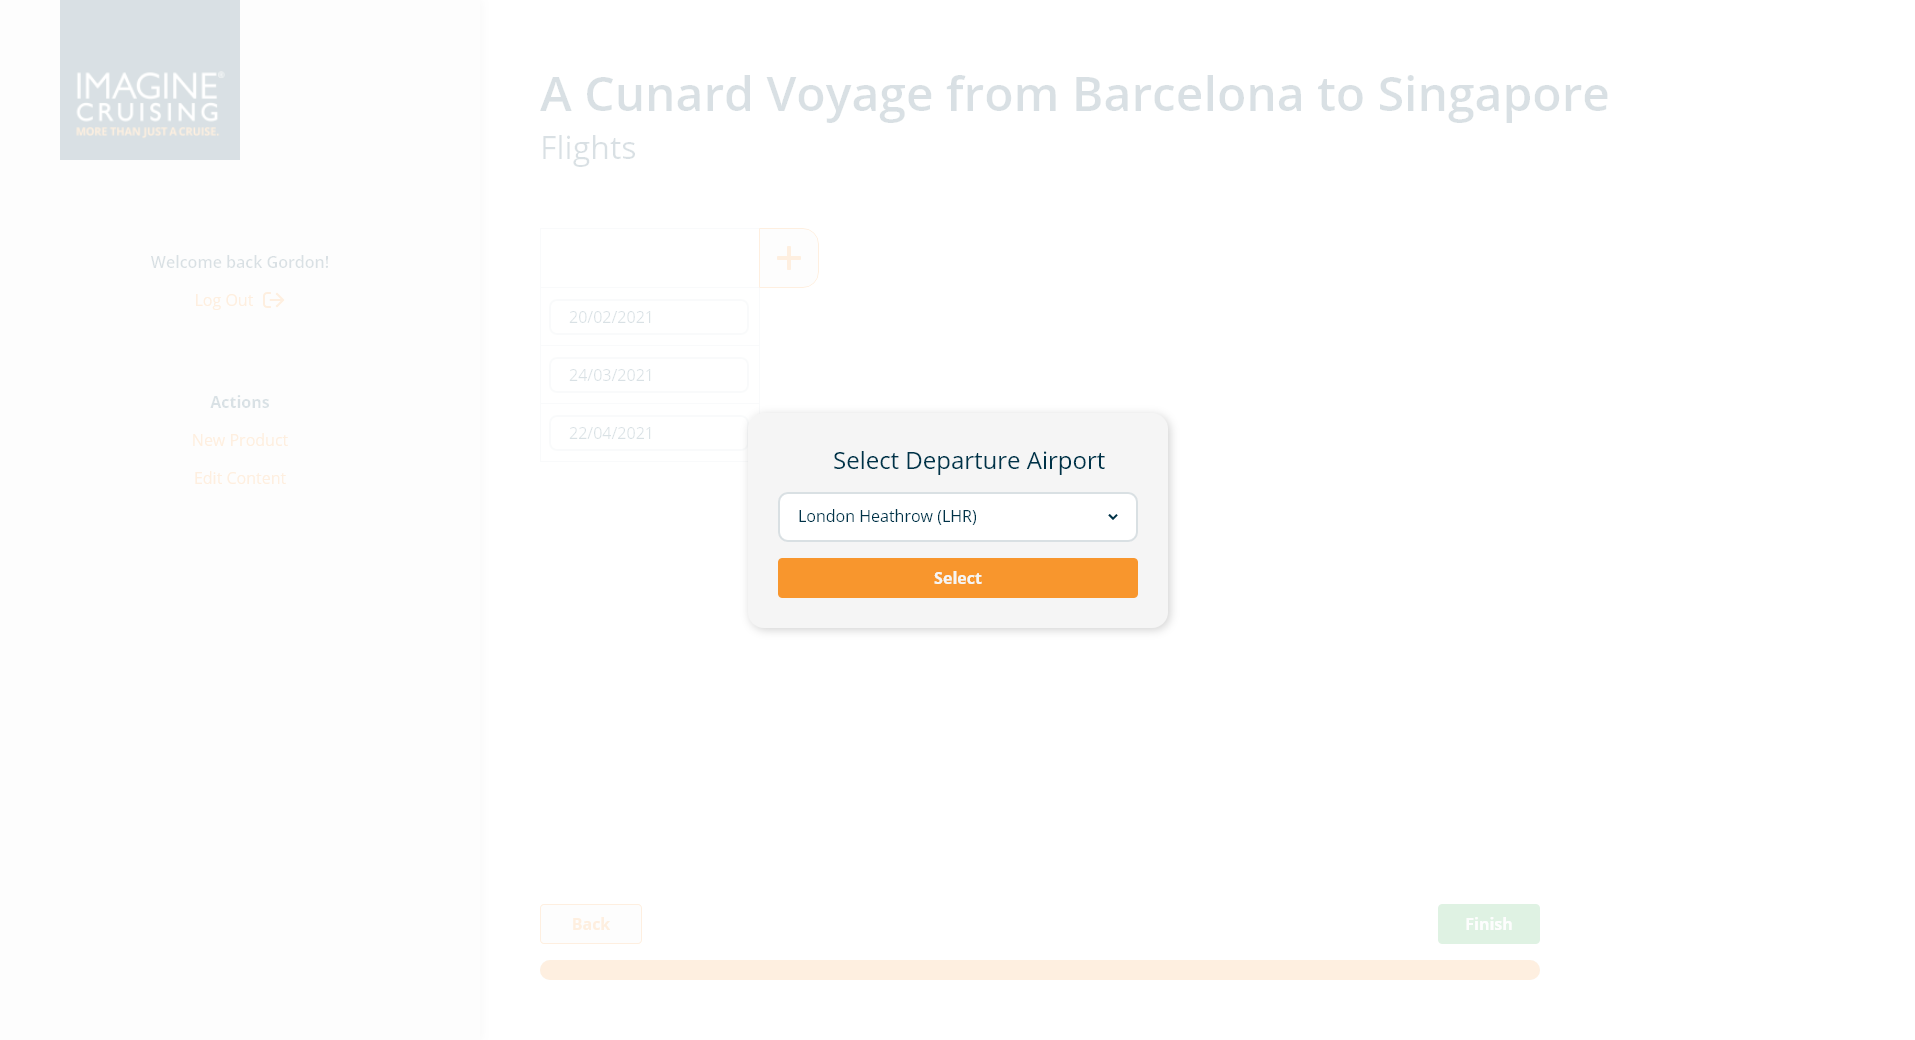 IMAGINE®
CRUISING
MORE THAN JUST A CRUISE.
Welcome back Gordon!
Log Out
Actions
New Product
Edit Content
A Cunard Voyage from Barcelona to Singapore
Flights
20/02/2021
24/03/2021
22/04/2021
Select Departure Airport
London Heathrow (LHR)
Select
Back
Finish